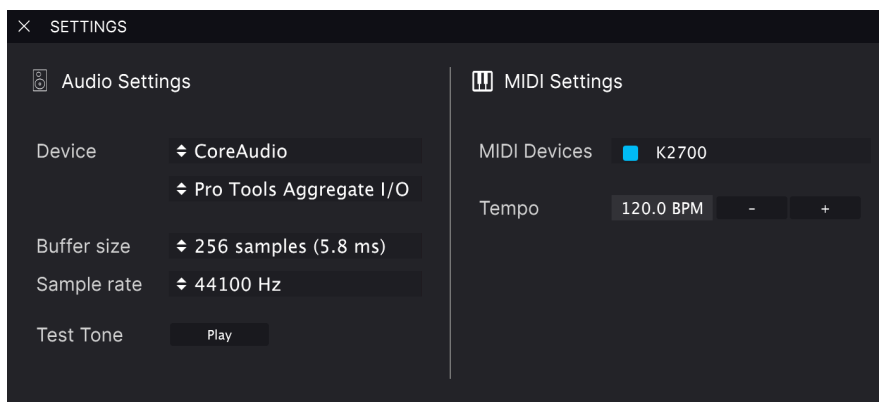 SETTINGS
Audio Settings
Device
CoreAudio
Pro Tools Aggregate I/O
Buffer size
256 samples (5.8 ms)
Sample rate
44100 Hz
Test Tone
Play
MIDI Settings
MIDI Devices
K2700
Tempo
120.0 BPM
-
+